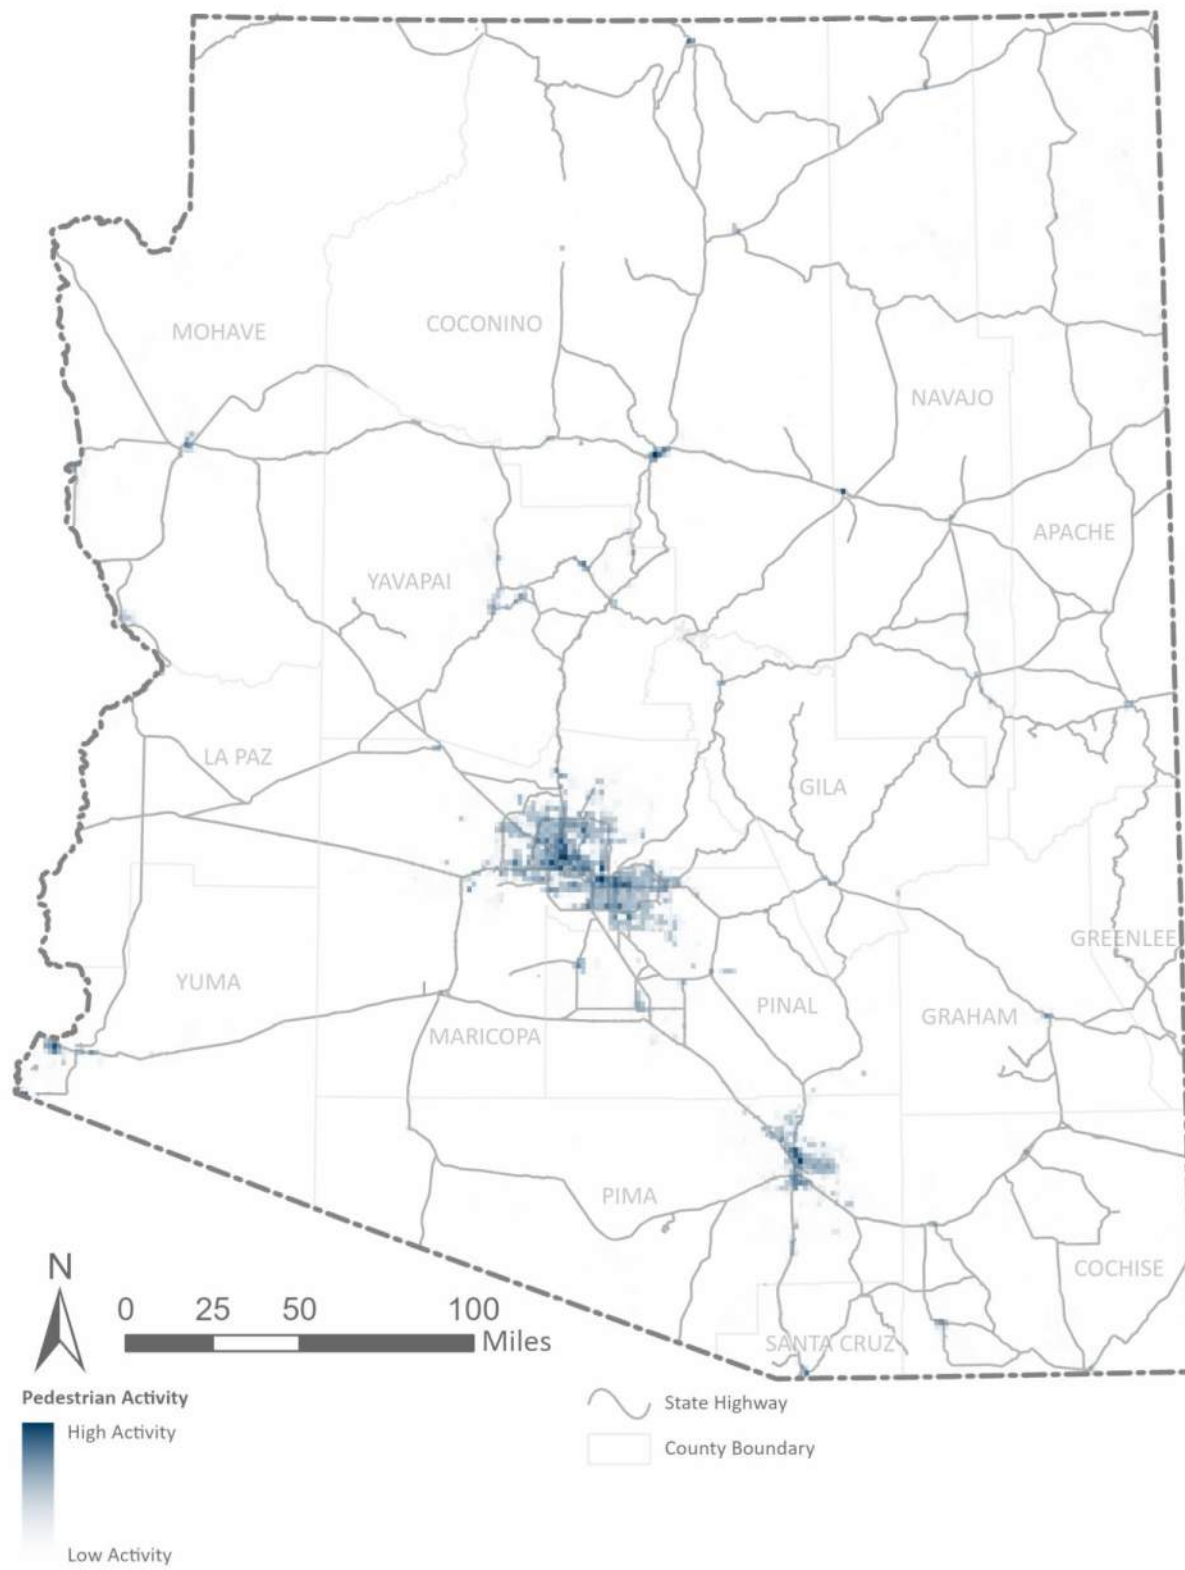 MOHAVE
COCONINO
NAVAJO
APACHE
YAVAPAI
LA PAZ
GILA
GREENLEE
YUMA
PINAL
GRAHAM
MARICOPA
PIMA
COCHISE
SANTA CRUZ
N
0 25 50 100
Miles
Pedestrian Activity
High Activity
Low Activity
State Highway
County Boundary